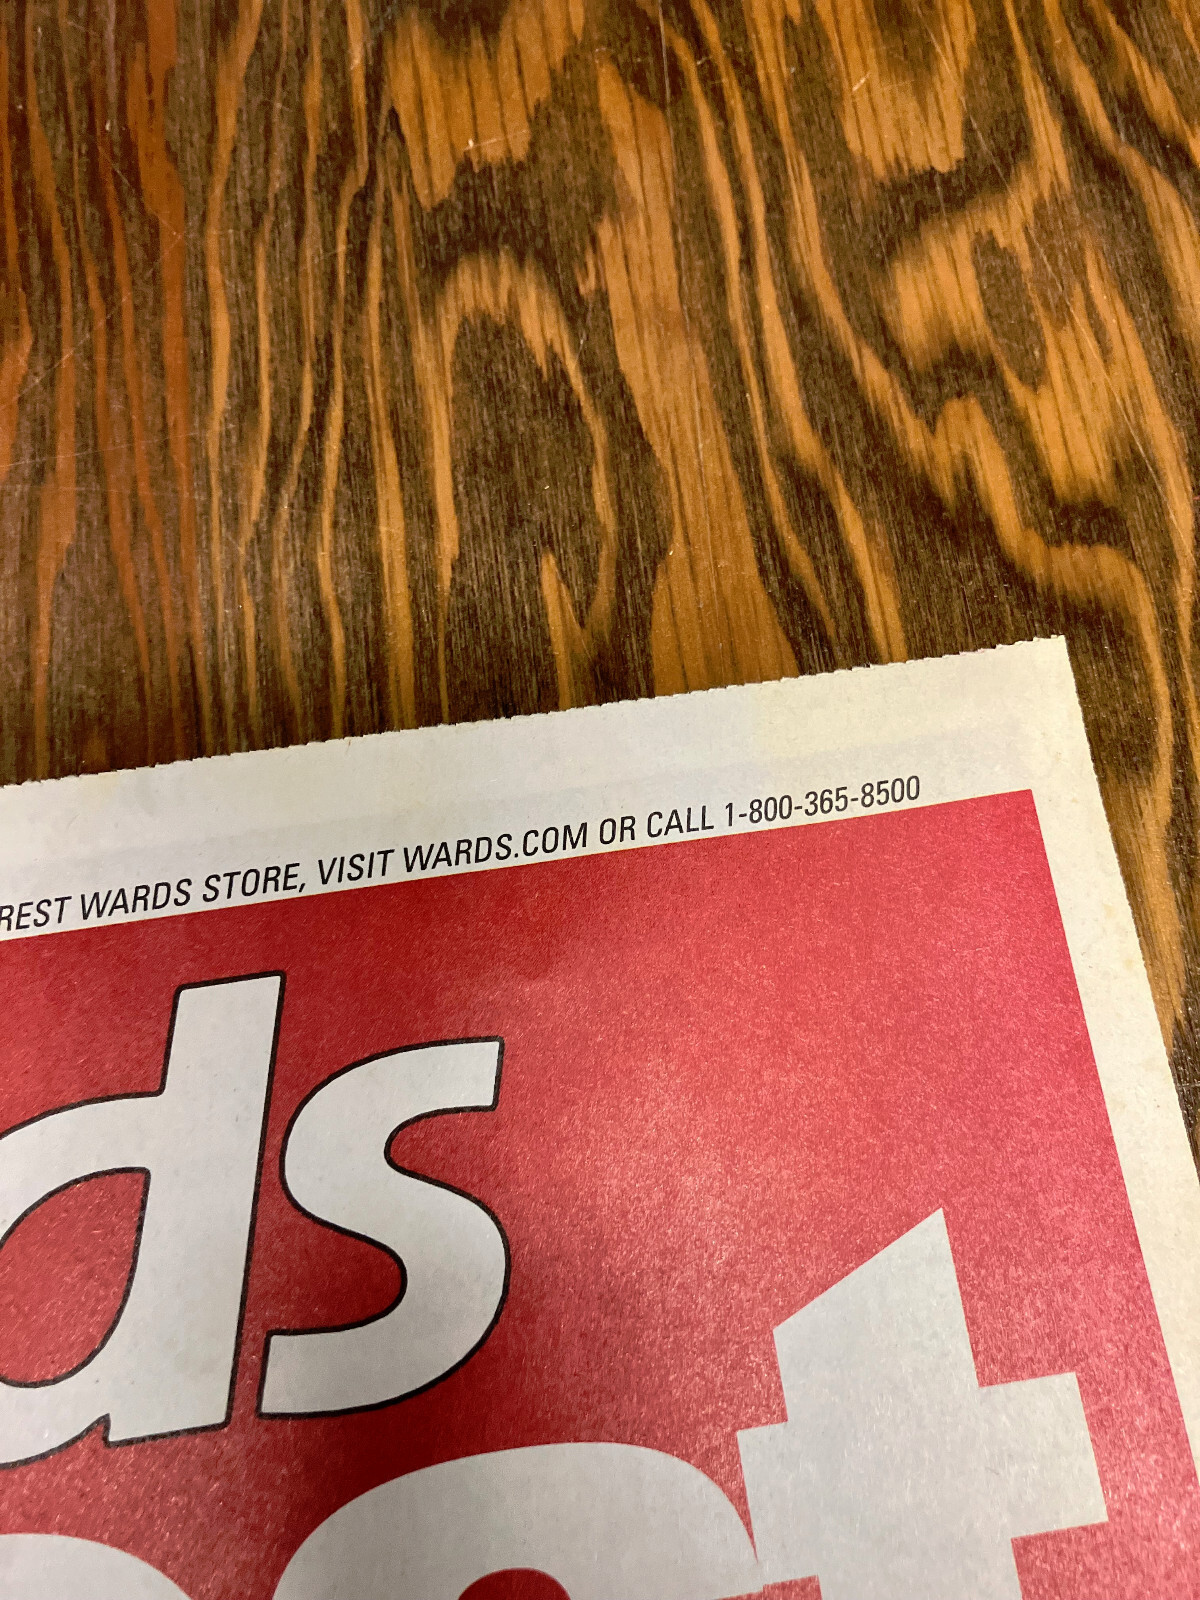 REST WARDS STORE, VISIT WARDS.COM OR CALL 1-800-365-8500
ds